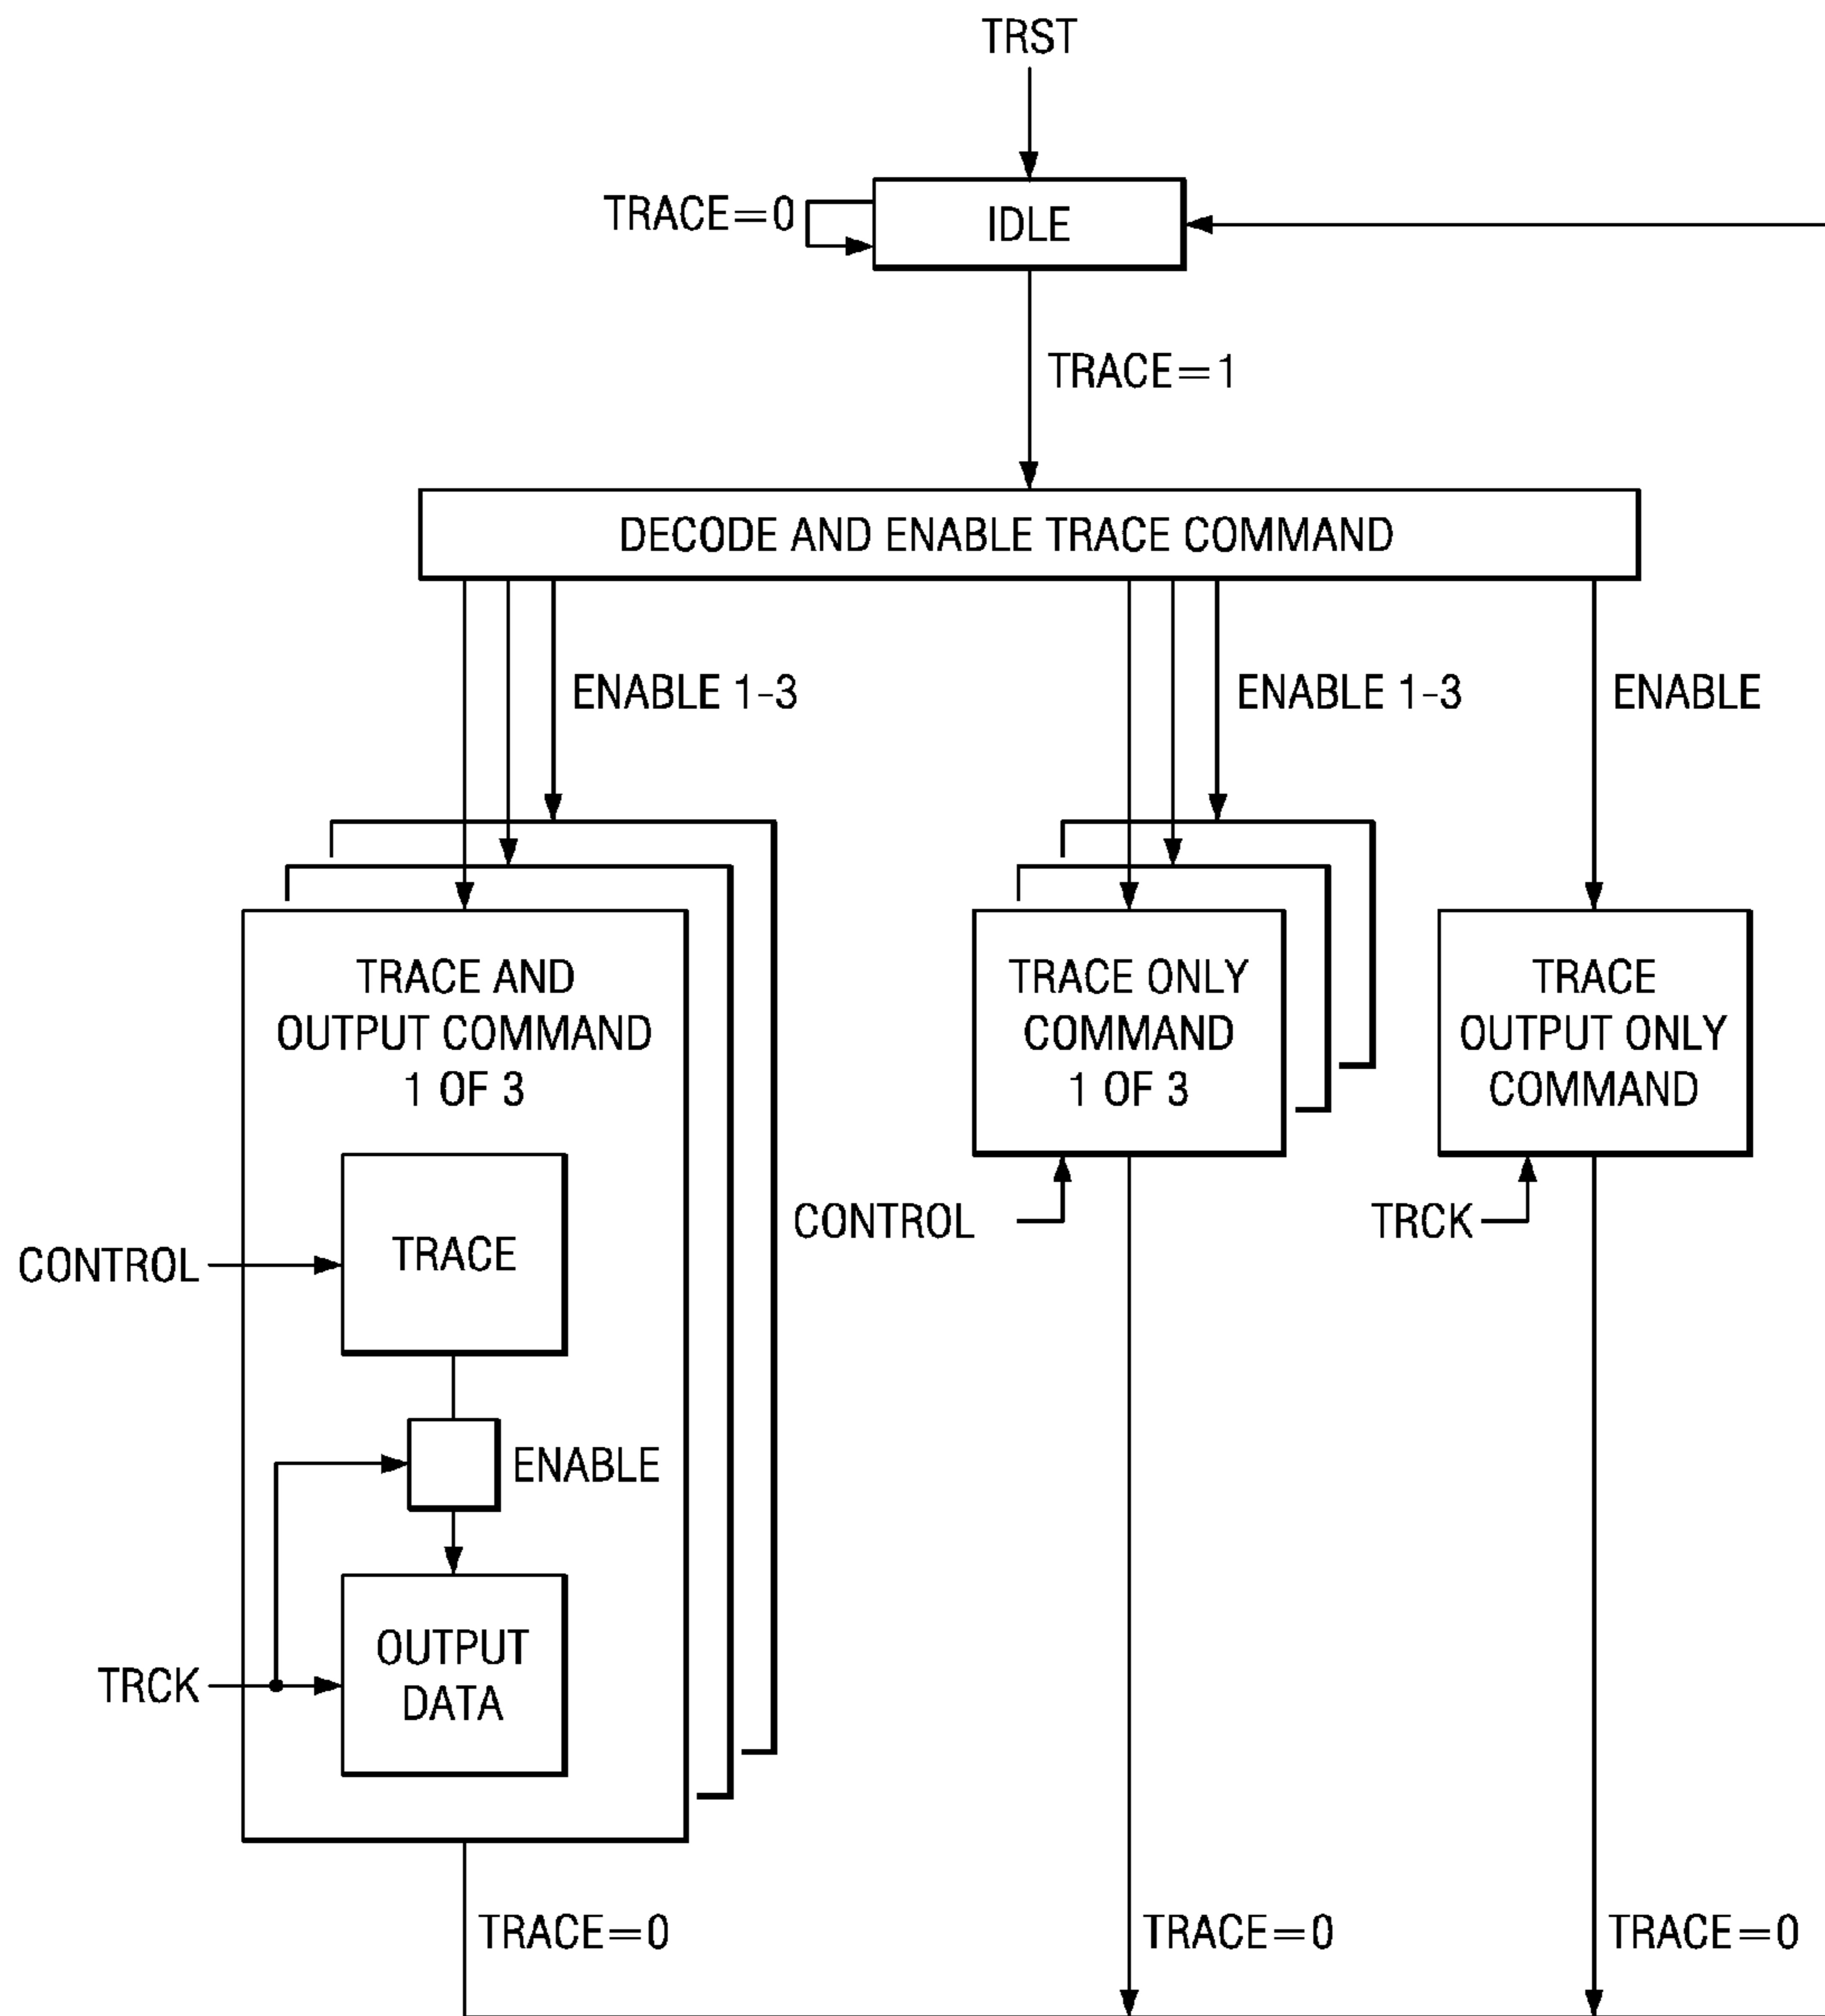 TRST
TRACE=0
IDLE
TRACE=1
DECODE AND ENABLE TRACE COMMAND
ENABLE 1-3
ENABLE 1-3
ENABLE
TRACE AND
OUTPUT COMMAND
1 OF 3
TRACE ONLY
COMMAND
1 OF 3
TRACE
OUTPUT ONLY
COMMAND
CONTROL
TRACE
CONTROL
TRCK
ENABLE
TRCK
OUTPUT
DATA
TRACE=0
TRACE=0
TRACE=0